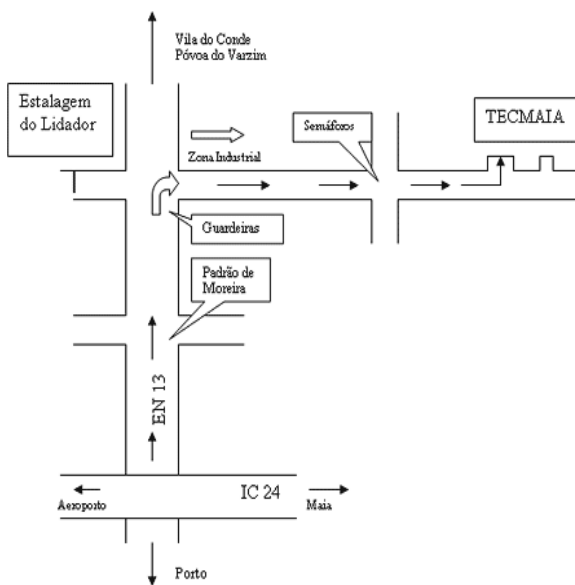 Vila do Conde
Póvoa do Varzim
Estalagem
do Lidador
TECMAIA
Semáforos
Zona Industrial
Guardeiras
Padrão de
Moreira
EN 13
IC 24
Aeroporto
Maia
Porto